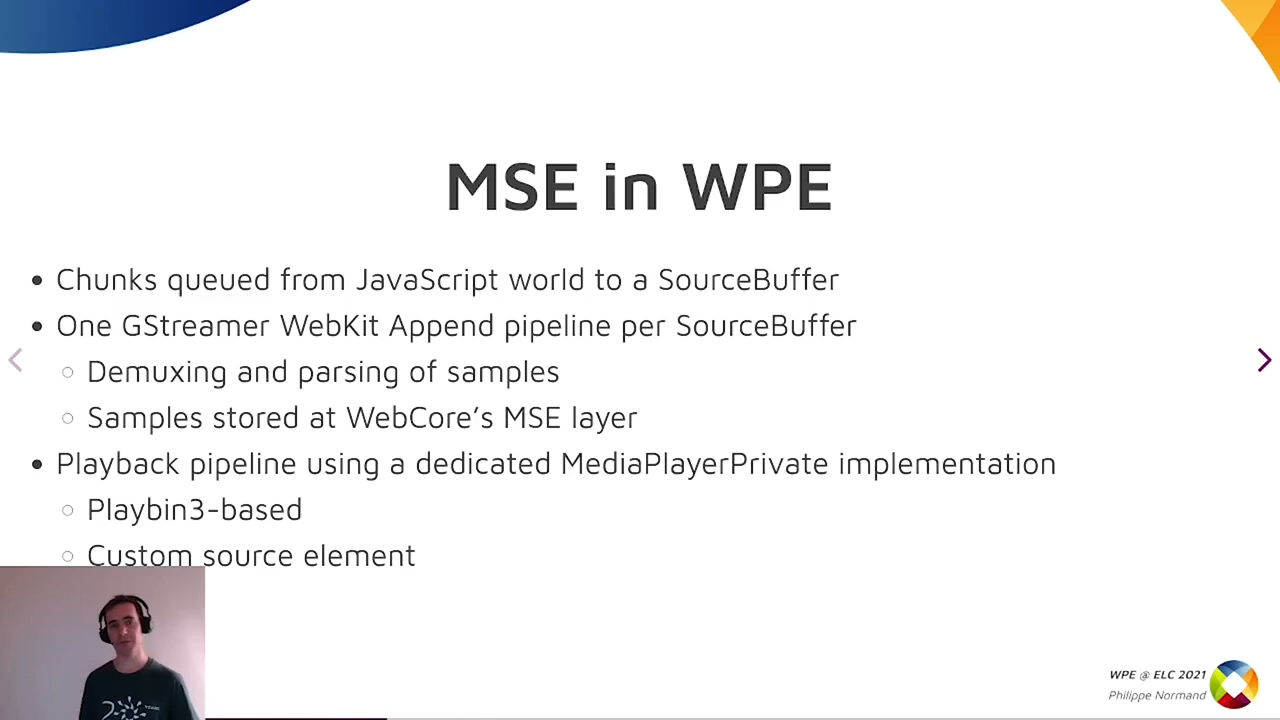 MSE in WPE
Chunks queued from JavaScript world to a SourceBuffer
One GStreamer WebKit Append pipeline per SourceBuffer
Demuxing and parsing of samples
Samples stored at WebCore’s MSE layer
Playback pipeline using a dedicated MediaPlayerPrivate implementation
Playbin3-based
Custom source element
WPE @ ELC 2021
Philippe Normand